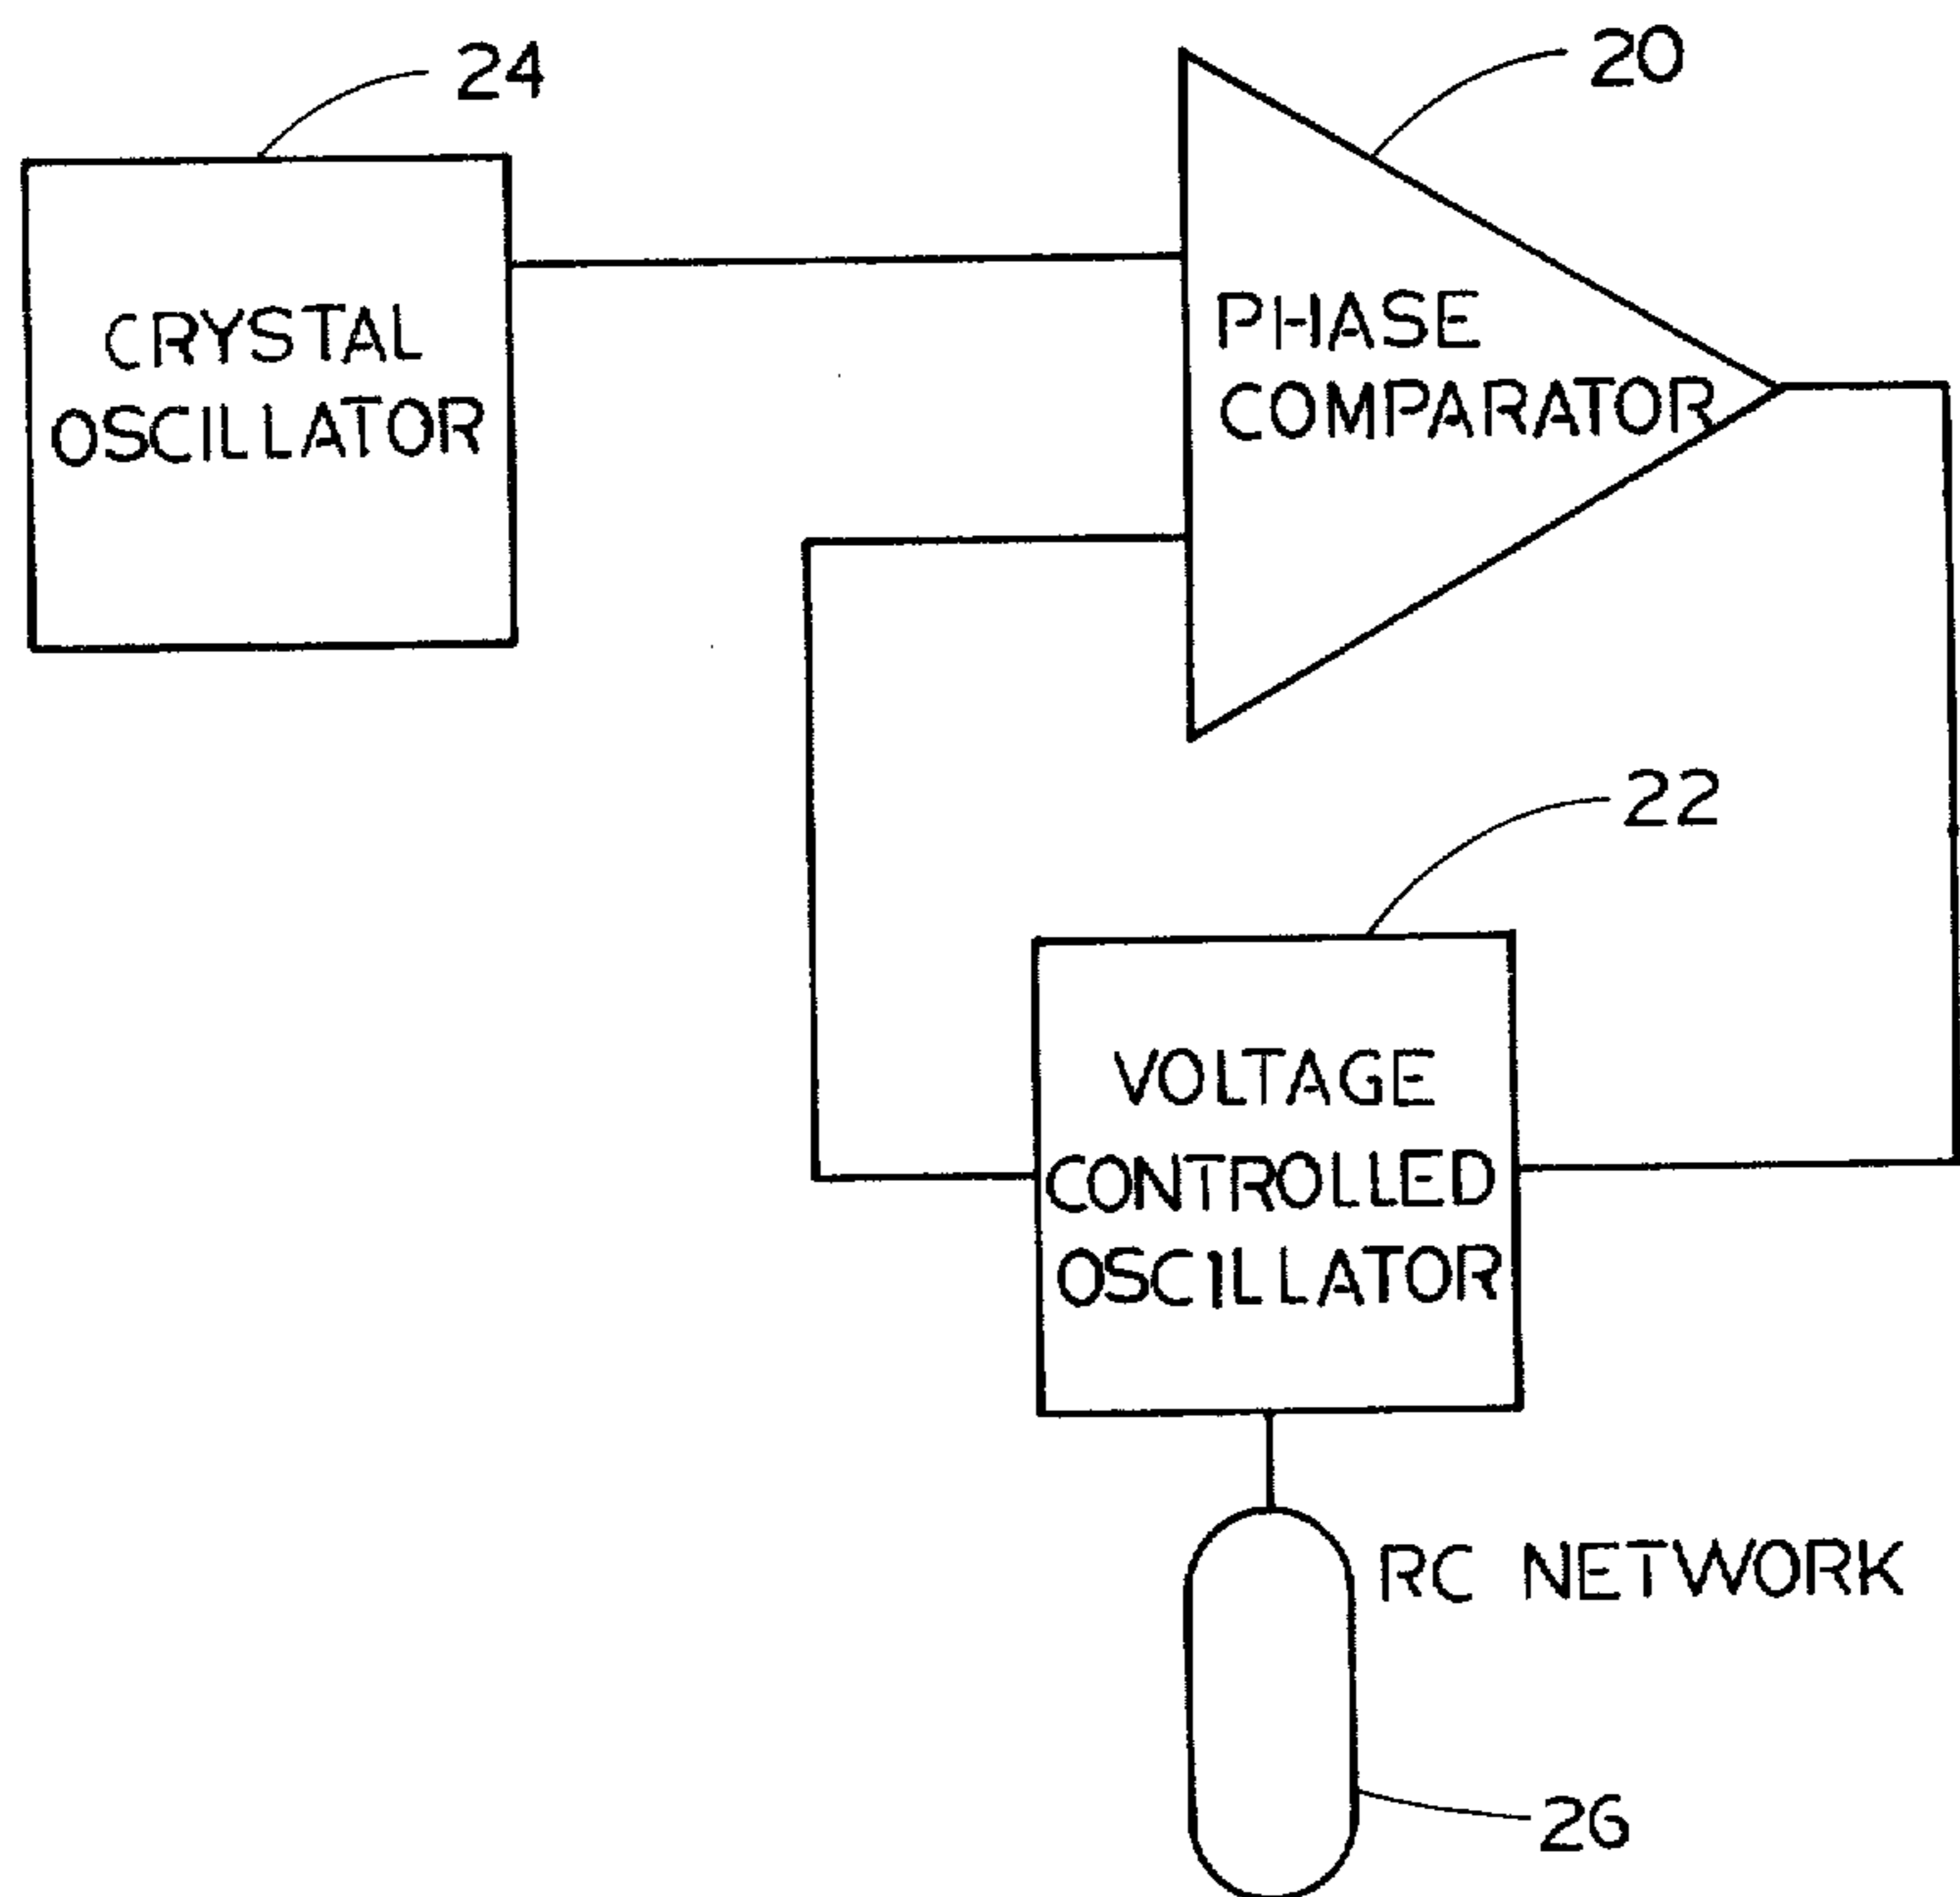 24
20
CRYSTAL
OSCILLATOR
PHASE
COMPARATOR
22
VOLTAGE
CONTROLLED
OSCILLATOR
RC NETWORK
26